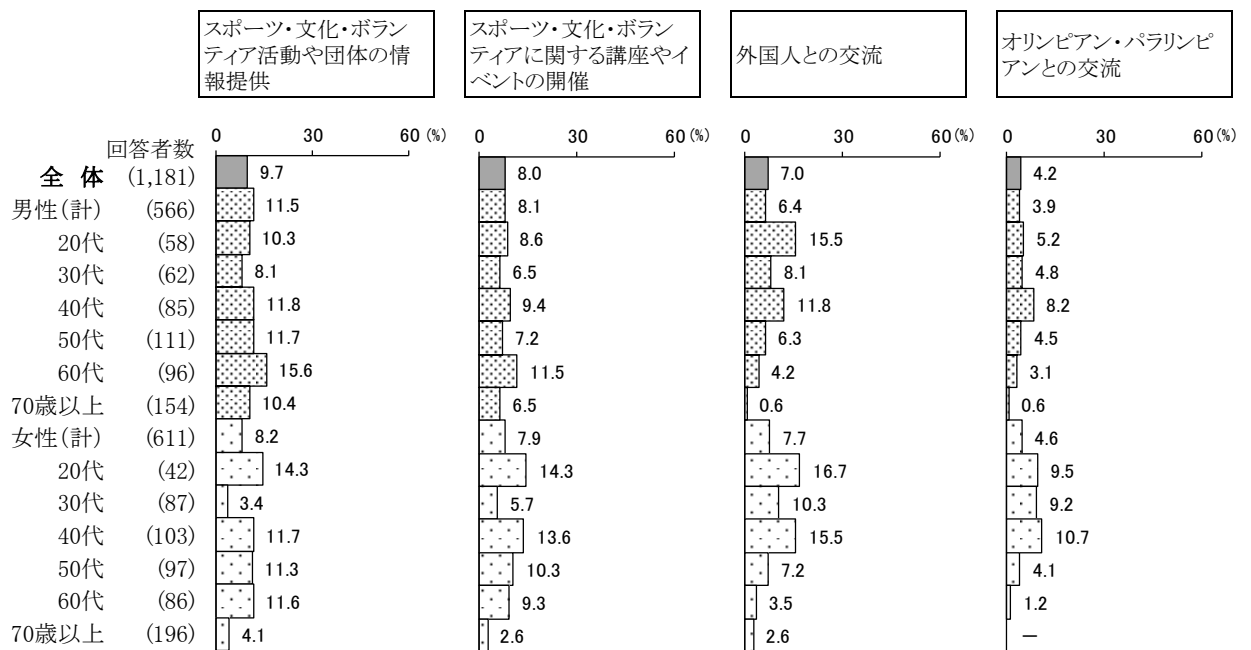 スポーツ・文化・ボラン
ティア活動や団体の情
報提供
スポーツ・文化・ボラン
ティアに関する講座やイ
ベントの開催
外国人との交流
オリンピアン・パラリンピ
アンとの交流
0 30 60 (%) 0 30 60 (%) 0 30 60 (%) 0 30 60 (%)
回答者数
全 体 (1,181) 9.7 8.0 7.0 4.2
男性(計) (566) 11.5 8.1 6.4 3.9
20代 (58) 10.3 8.6 15.5 5.2
30代 (62) 8.1 6.5 8.1 4.8
40代 (85) 11.8 9.4 11.8 8.2
50代 (111) 11.7 7.2 6.3 4.5
60代 (96) 15.6 11.5 4.2 3.1
70歳以上 (154) 10.4 6.5 0.6 0.6
女性(計) (611) 8.2 7.9 7.7 4.6
20代 (42) 14.3 14.3 16.7 9.5
30代 (87) 3.4 5.7 10.3 9.2
40代 (103) 11.7 13.6 15.5 10.7
50代 (97) 11.3 10.3 7.2 4.1
60代 (86) 11.6 9.3 3.5 1.2
70歳以上 (196) 4.1 2.6 2.6 －